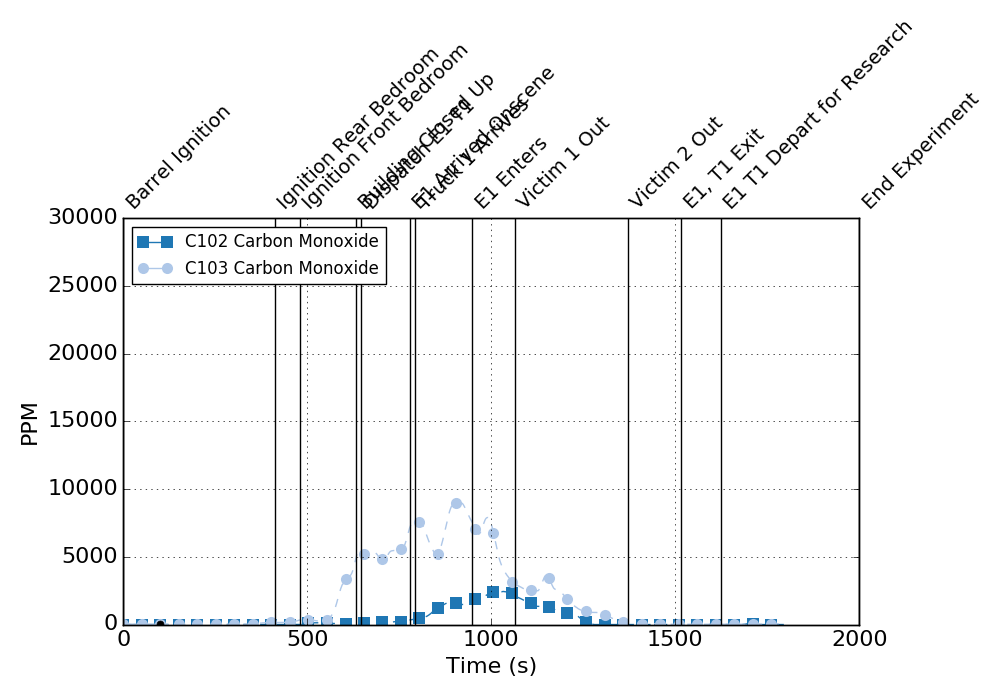 Barrel Ignition
Ignition Rear Bedroom
Ignition Front Bedroom
Building Closed Up
Dispatch E1 T1
E1 Arrived Onscene
Truck 1 Arrives
E1 Enters
Victim 1 Out
Victim 2 Out
E1, T1 Exit
E1 T1 Depart for Research
End Experiment
30000
25000
20000
15000
10000
5000
0
PPM
C102 Carbon Monoxide
C103 Carbon Monoxide
0 500 1000 1500 2000
Time (s)